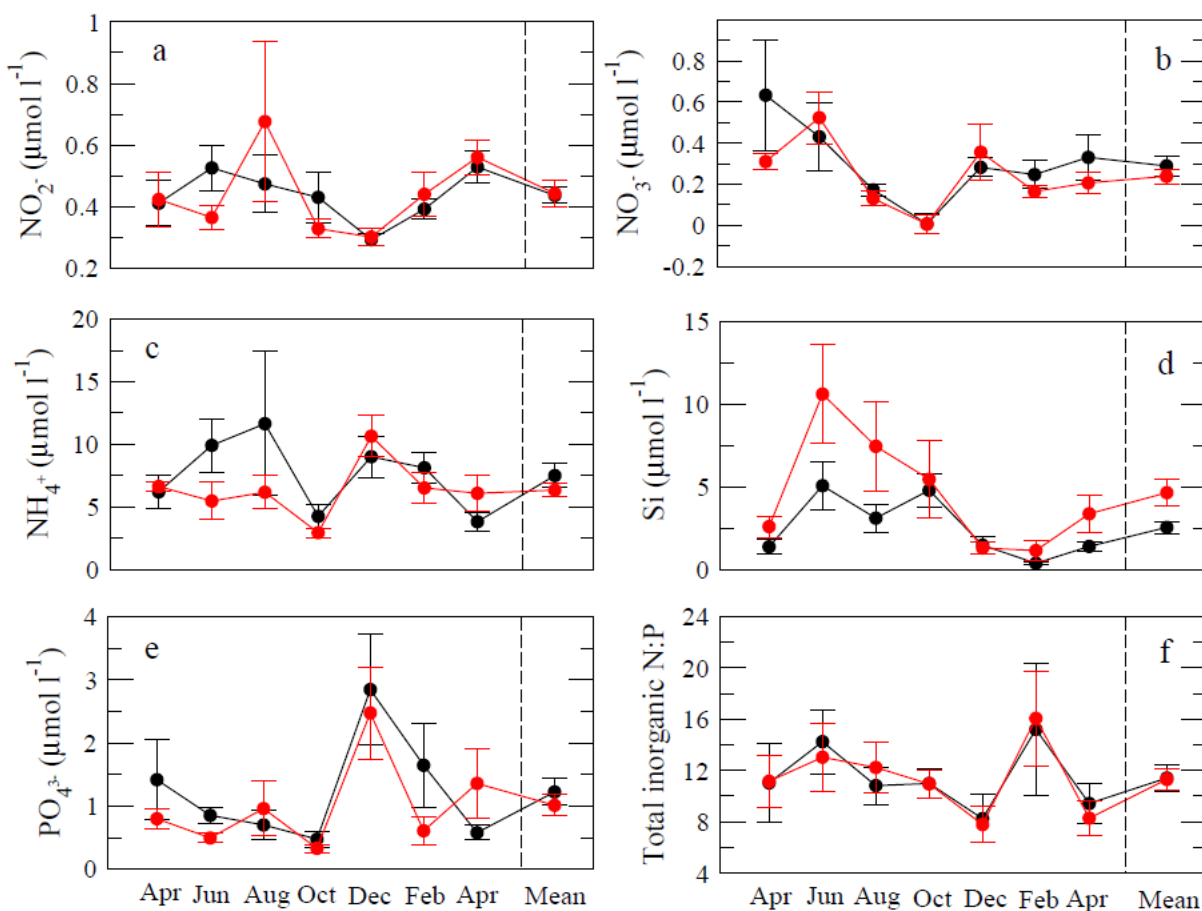 1
0.8
0.6
0.4
0.2
NO₂⁻ (µmol l⁻¹)
a
0.8
0.6
0.4
0.2
0
-0.2
NO₃⁻ (µmol l⁻¹)
b
20
15
10
5
0
NH₄⁺ (µmol l⁻¹)
c
15
10
5
0
Si (µmol l⁻¹)
d
4
3
2
1
0
PO₄³⁻ (µmol l⁻¹)
e
Apr Jun Aug Oct Dec Feb Apr Mean
24
20
16
12
8
4
Total inorganic N:P
f
Apr Jun Aug Oct Dec Feb Apr Mean